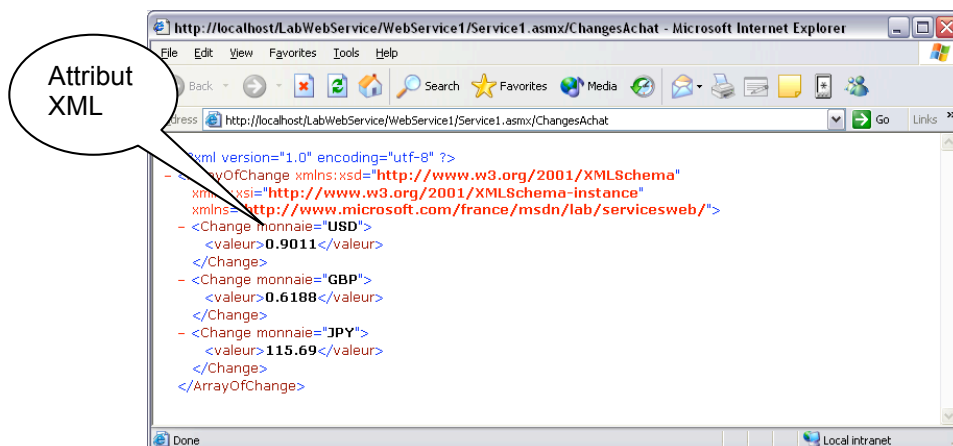 http://localhost/LabWebService/WebService1/Service1.asmx/ChangesAchat - Microsoft Internet Explorer
File Edit View Favorites Tools Help
Attribut
XML
Back Search Favorites Media
dress http://localhost/LabWebService/WebService1/Service1.asmx/ChangesAchat Go Links »
?xml version="1.0" encoding="utf-8" ?>
- <ArrayOfChange xmlns:xsd="http://www.w3.org/2001/XMLSchema"
xmlns:xsi="http://www.w3.org/2001/XMLSchema-instance"
xmlns="http://www.microsoft.com/france/msdn/lab/servicesweb/">
- <Change monnaie="USD">
<valeur>0.9011</valeur>
</Change>
- <Change monnaie="GBP">
<valeur>0.6188</valeur>
</Change>
- <Change monnaie="JPY">
<valeur>115.69</valeur>
</Change>
</ArrayOfChange>
Done Local intranet